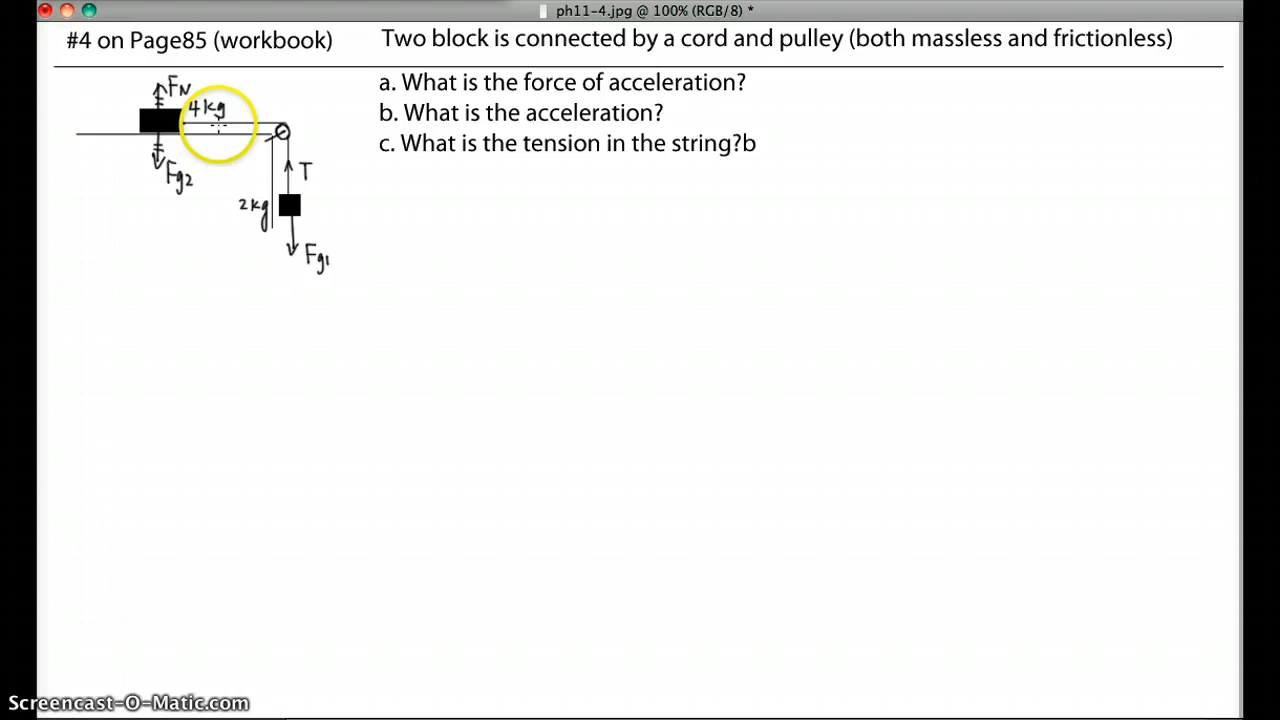 ph11-4.jpg @ 100% (RGB/8) *
#4 on Page85 (workbook)
Two block is connected by a cord and pulley (both massless and frictionless)
a. What is the force of acceleration?
b. What is the acceleration?
c. What is the tension in the string?b
FN
4kg
Fg2
T
2kg
Fg1
Screencast-O-Matic.com